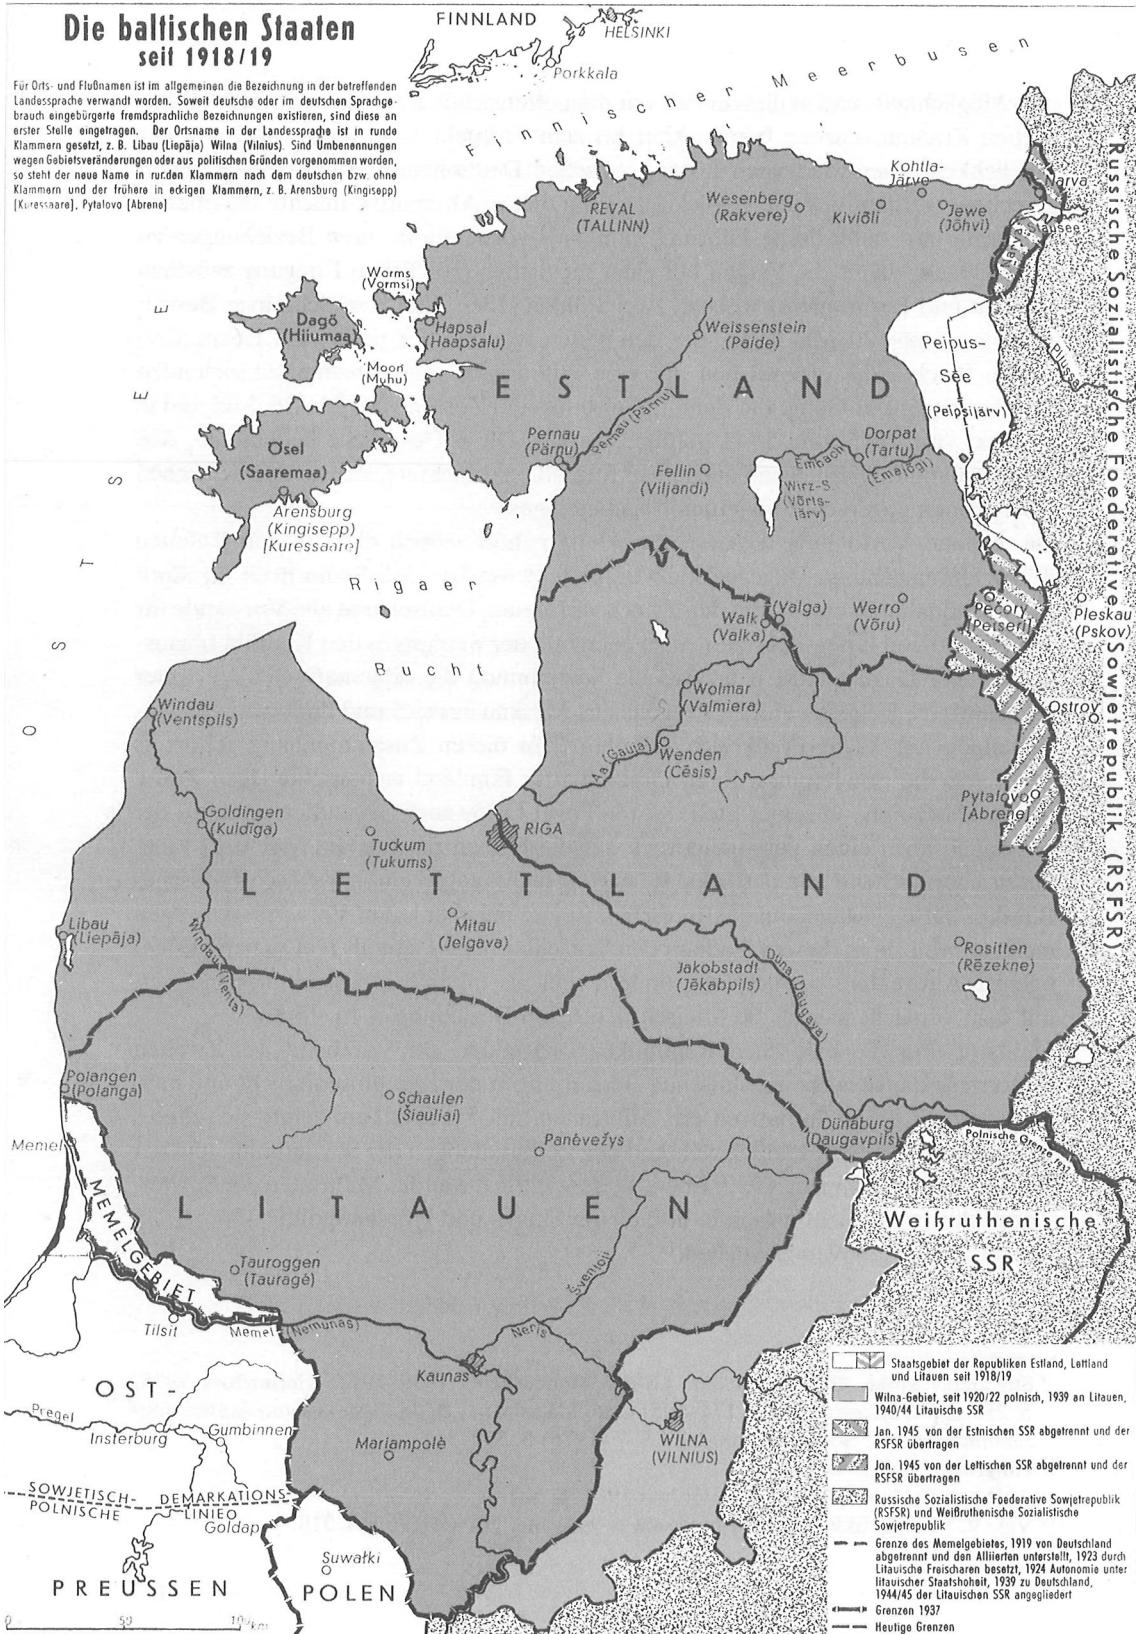 Die baltischen Staaten
seit 1918/19
Für Orts- und Flußnamen ist im allgemeinen die Bezeichnung in der betreffenden
Landessprache verwandt worden. Soweit deutsche oder im deutschen Sprachge-
brauch eingebürgerte fremdsprachliche Bezeichnungen existieren, sind diese an
erster Stelle eingetragen. Der Ortsname in der Landessprache ist in runde
Klammern gesetzt, z. B. Libau (Liepāja) Wilna (Vilnius). Sind Umbenennungen
wegen Gebietsveränderungen oder aus politischen Gründen vorgenommen worden,
so steht der neue Name in runden Klammern nach dem deutschen bzw. ohne
Klammern und der frühere in eckigen Klammern, z. B. Arensburg (Kingisepp)
[Kuressaare], Pytalovo [Abrene]
FINNLAND
HELSINKI
Porkkala
Finnischer Meerbusen
Kohtla-
Järve
Narva
REVAL
(TALLINN)
Wesenberg
(Rakvere)
Kiviõli
Jewe
(Jõhvi)
Narva-Stausee
Worms
(Vormsi)
Dagö
(Hiiumaa)
Hapsal
(Haapsalu)
Weissenstein
(Paide)
Peipus-
See
(Peipsijärv)
Pljussa
Moon
(Muhu)
ESTLAND
Ösel
(Saaremaa)
Pernau
(Pärnu)
Pernau (Pärnu)
Dorpat
(Tartu)
Fellin
(Viljandi)
Embach
(Emajõgi)
Wirz-S.
(Võrts-
järv)
Arensburg
(Kingisepp)
[Kuressaare]
OSTSEE
Rigaer
Bucht
Walk
(Valka)
(Valga)
Werro
(Võru)
Pečory
(Petseri)
Pleskau
(Pskov)
Russische Sozialistische Foederative Sowjetrepublik (RSFSR)
Windau
(Ventspils)
Wolmar
(Valmiera)
Ostrov
Aa (Gauja)
Wenden
(Cēsis)
Goldingen
(Kuldīga)
Tuckum
(Tukums)
RIGA
Pytalovo
[Abrene]
LETTLAND
Libau
(Liepāja)
Mitau
(Jelgava)
Windau (Venta)
Jakobstadt
(Jēkabpils)
Düna (Daugava)
Rositten
(Rēzekne)
Polangen
(Polanga)
Schaulen
(Šiauliai)
Panevežys
Dünaburg
(Daugavpils)
Polnische Grenze 1937
Memel
MEMELGEBIET
LITAUEN
Weißruthenische
SSR
Tauroggen
(Tauragė)
Šventoji
Tilsit
Memel (Nemunas)
Neris
Kaunas
OST-
PREUSSEN
Pregel
Insterburg
Gumbinnen
Mariampolė
WILNA
(VILNIUS)
SOWJETISCH-
POLNISCHE
DEMARKATIONS-
LINIE
Goldap
Suwałki
POLEN
0 50 100 km
Staatsgebiet der Republiken Estland, Lettland
und Litauen seit 1918/19
Wilna-Gebiet, seit 1920/22 polnisch, 1939 an Litauen,
1940/44 Litauische SSR
Jan. 1945 von der Estnischen SSR abgetrennt und der
RSFSR übertragen
Jan. 1945 von der Lettischen SSR abgetrennt und der
RSFSR übertragen
Russische Sozialistische Foederative Sowjetrepublik
(RSFSR) und Weißruthenische Sozialistische
Sowjetrepublik
Grenze des Memelgebietes, 1919 von Deutschland
abgetrennt und den Alliierten unterstellt, 1923 durch
Litauische Freischaren besetzt, 1924 Autonomie unter
litauischer Staatshoheit, 1939 zu Deutschland,
1944/45 der Litauischen SSR angegliedert
Grenzen 1937
Heutige Grenzen